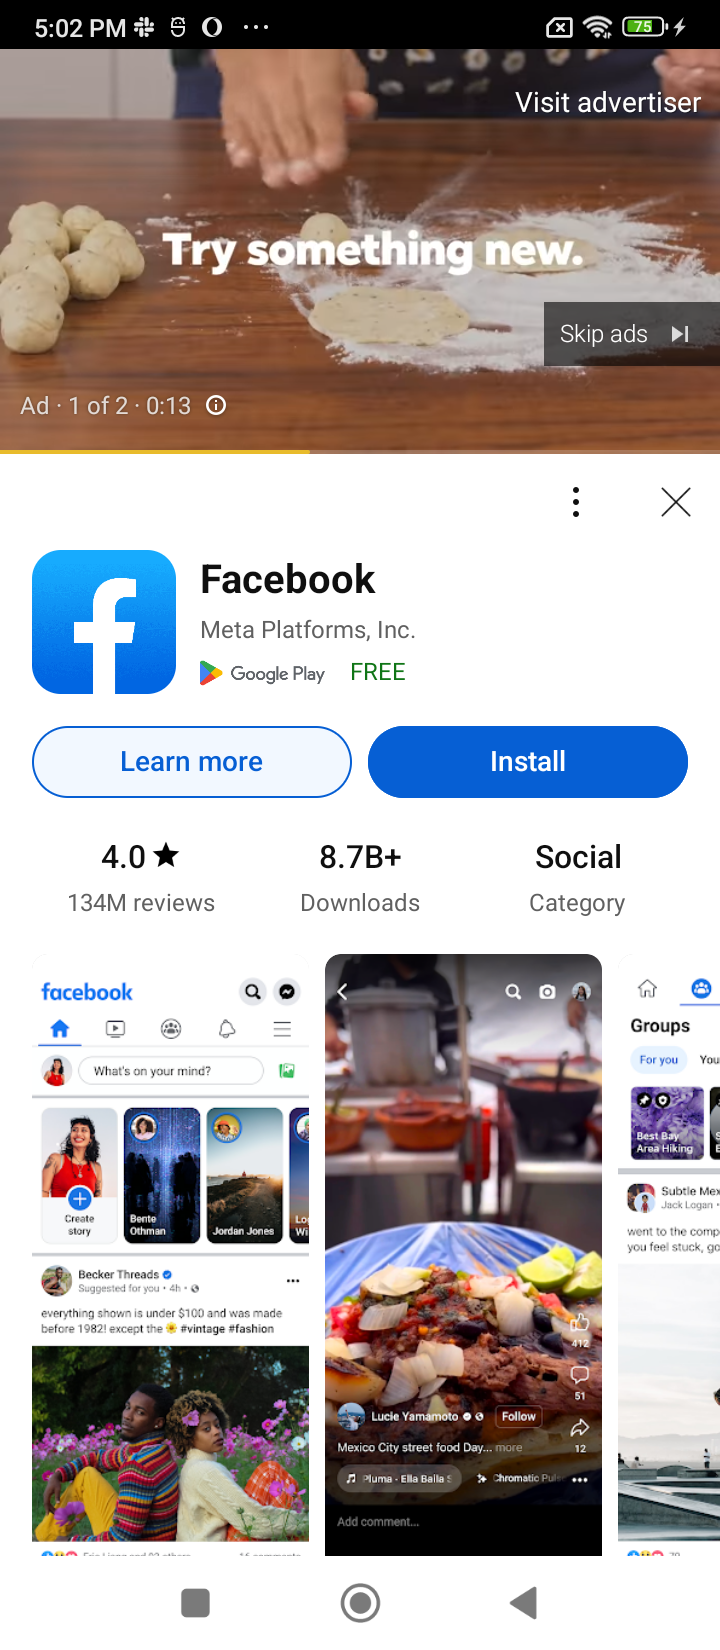 5:02 PM
75
Visit advertiser
Try something new.
Skip ads
Ad · 1 of 2 · 0:13
Facebook
Meta Platforms, Inc.
Google Play FREE
Learn more
Install
4.0★
134M reviews
8.7B+
Downloads
Social
Category
facebook
What's on your mind?
Create
story
Bente
Othman
Jordan Jones
Becker Threads
Suggested for you • 4h •
everything shown is under $100 and was made
before 1982! except the 🌼 #vintage #fashion
412
51
12
Lucie Yamamoto
Follow
Mexico City street food Day... more
Pluma - Ella Baila S
Chromatic Pul
Add comment...
Groups
For you
You
Best Bay
Area Hiking
Subtle Mex
Jack Logan •
went to the comp
you feel stuck, go